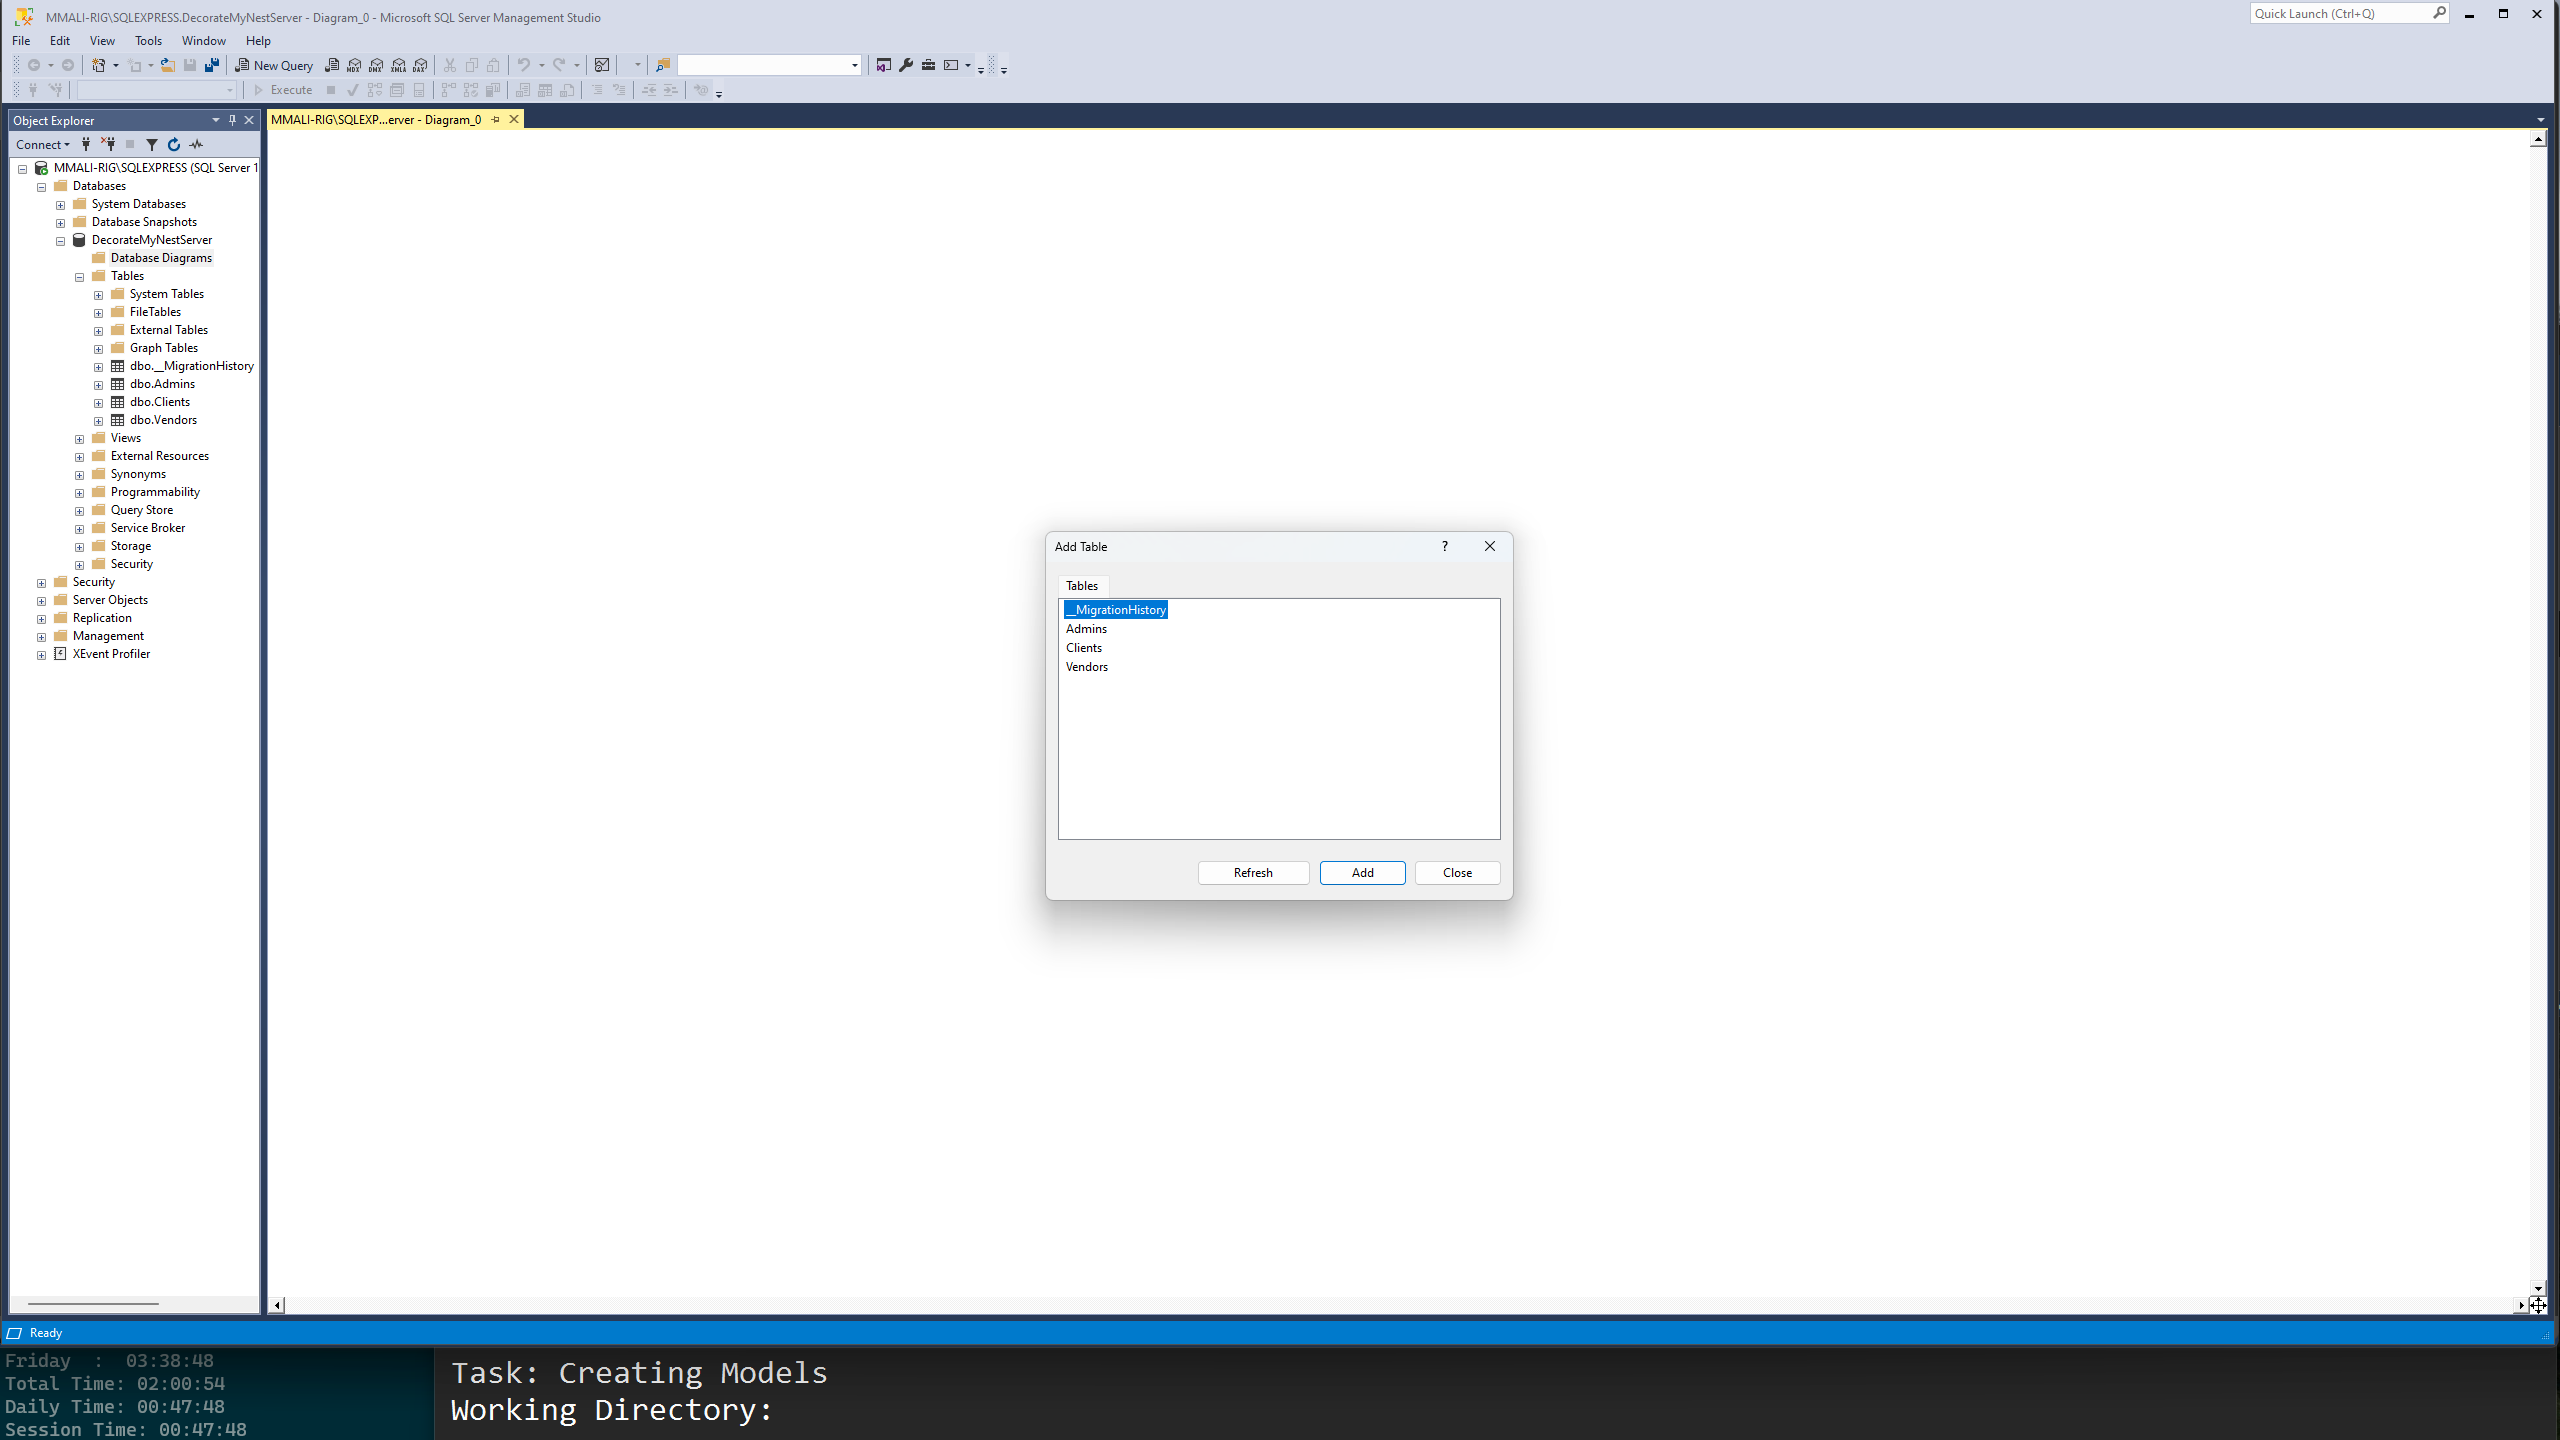 MMALI-RIG\SQLEXPRESS.DecorateMyNestServer - Diagram_0 - Microsoft SQL Server Management Studio
Quick Launch (Ctrl+Q)
File Edit View Tools Window Help
New Query MDX DMX XMLA DAX
Execute
Object Explorer
MMALI-RIG\SQLEXP...erver - Diagram_0
Connect
MMALI-RIG\SQLEXPRESS (SQL Server 1
Databases
System Databases
Database Snapshots
DecorateMyNestServer
Database Diagrams
Tables
System Tables
FileTables
External Tables
Graph Tables
dbo.__MigrationHistory
dbo.Admins
dbo.Clients
dbo.Vendors
Views
External Resources
Synonyms
Programmability
Query Store
Service Broker
Storage
Security
Security
Server Objects
Replication
Management
XEvent Profiler
Add Table
?
Tables
__MigrationHistory
Admins
Clients
Vendors
Refresh Add Close
Ready
Friday : 03:38:48
Total Time: 02:00:54
Daily Time: 00:47:48
Session Time: 00:47:48
Task: Creating Models
Working Directory: